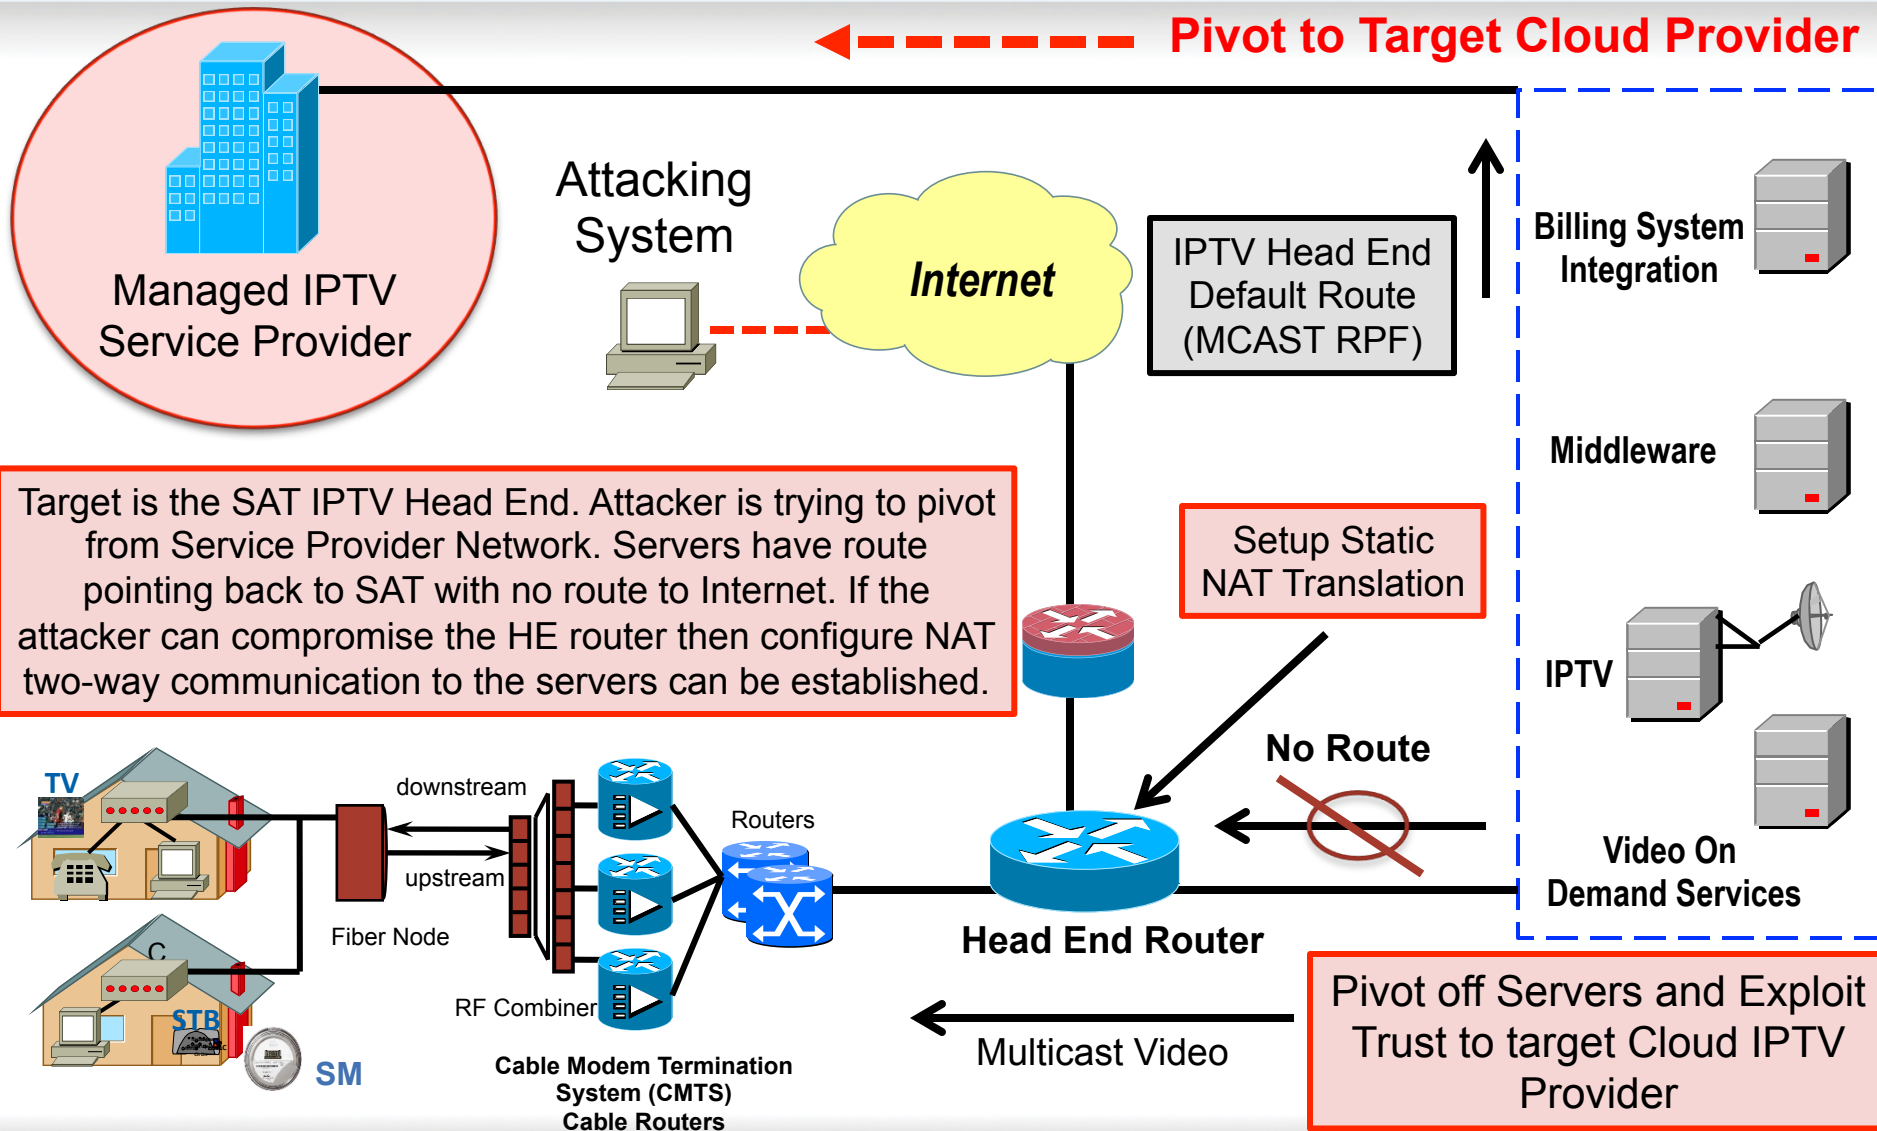 Pivot to Target Cloud Provider
Managed IPTV
Service Provider
Attacking
System
Internet
IPTV Head End
Default Route
(MCAST RPF)
Billing System
Integration
Middleware
IPTV
Video On
Demand Services
Target is the SAT IPTV Head End. Attacker is trying to pivot
from Service Provider Network. Servers have route
pointing back to SAT with no route to Internet. If the
attacker can compromise the HE router then configure NAT
two-way communication to the servers can be established.
Setup Static
NAT Translation
No Route
TV
downstream
upstream
Fiber Node
Routers
RF Combiner
Head End Router
C
STB
SM
Cable Modem Termination
System (CMTS)
Cable Routers
Multicast Video
Pivot off Servers and Exploit
Trust to target Cloud IPTV
Provider